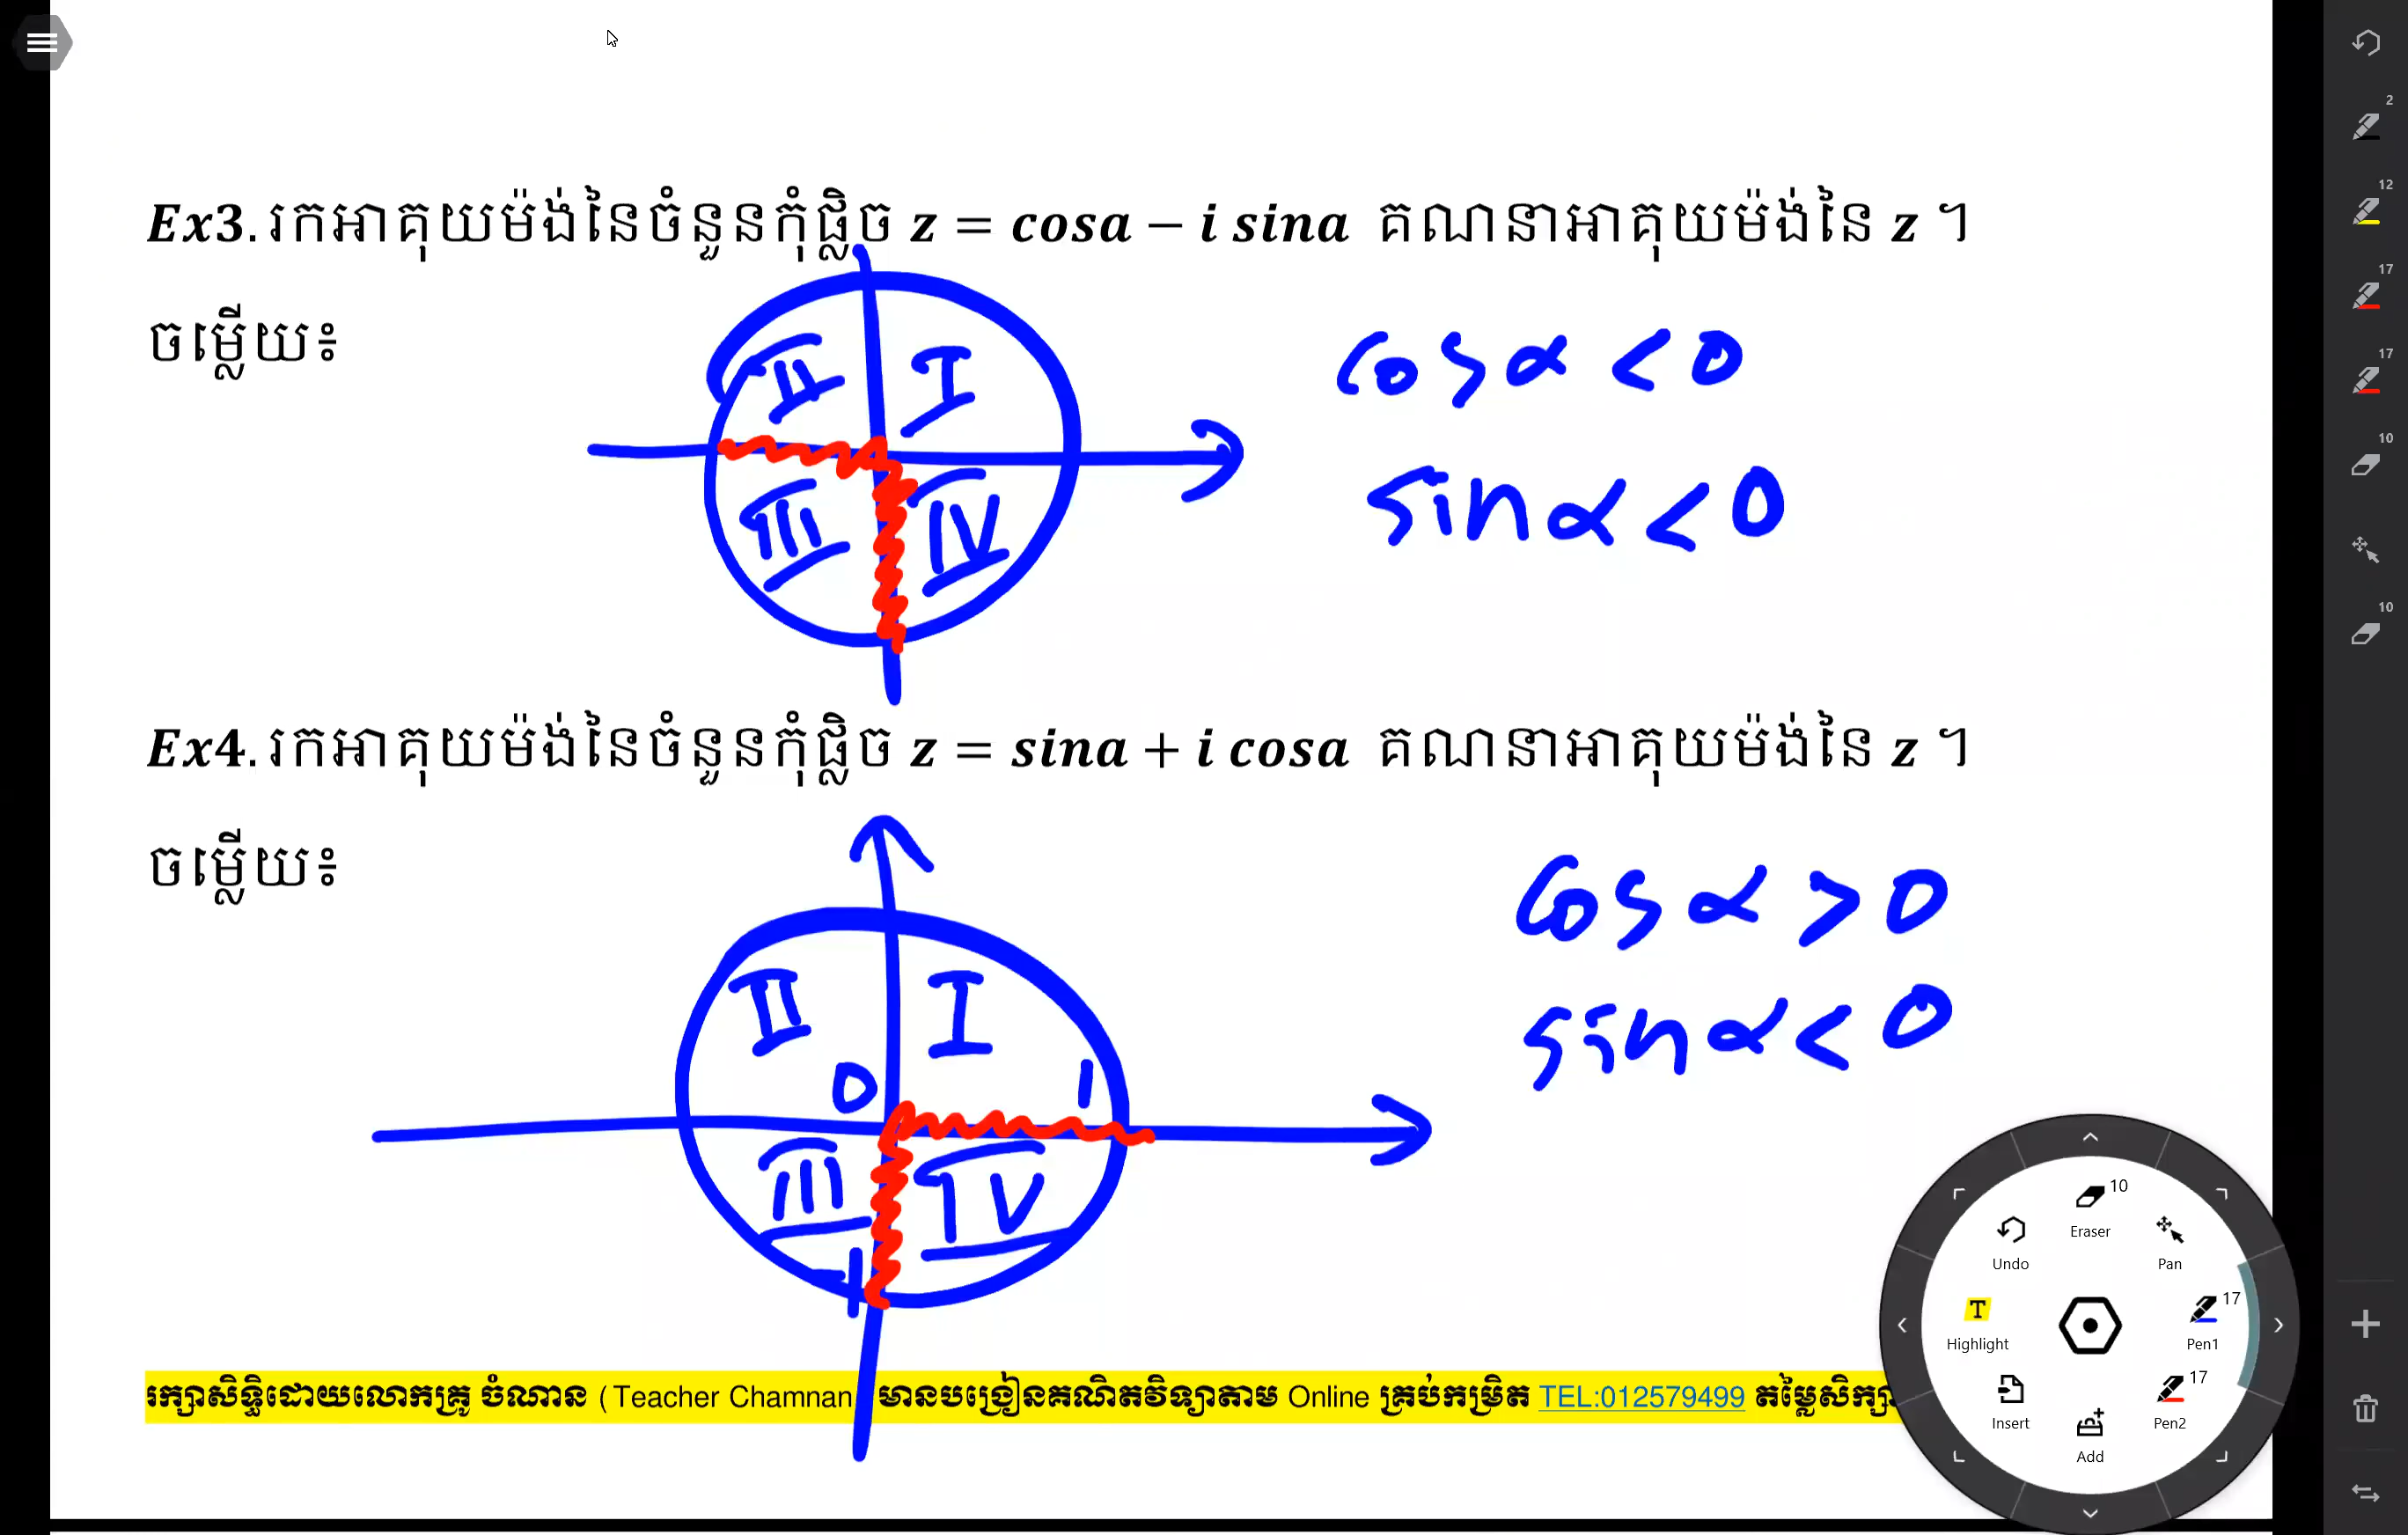 Ex3. រកអាគុយម៉ង់នៃចំនួនកុំផ្លិច z = cosa − i sina គណនាអាគុយម៉ង់នៃ z ។
ចម្លើយ៖
II I
III IV
cosα < 0
sinα < 0
Ex4. រកអាគុយម៉ង់នៃចំនួនកុំផ្លិច z = sina + i cosa គណនាអាគុយម៉ង់នៃ z ។
ចម្លើយ៖
II I
0 1
III IV
-1
cosα > 0
sinα < 0
រក្សាសិទ្ធិដោយលោកគ្រូ ចំណាន (Teacher Chamnan មានបង្រៀនគណិតវិទ្យាតាម Online គ្រប់កម្រិត TEL:012579499 តម្លៃសិក្សា
2
12
17
17
10
10
10
Eraser
Undo
Pan
T
Highlight
17
Pen1
Insert
17
Pen2
Add